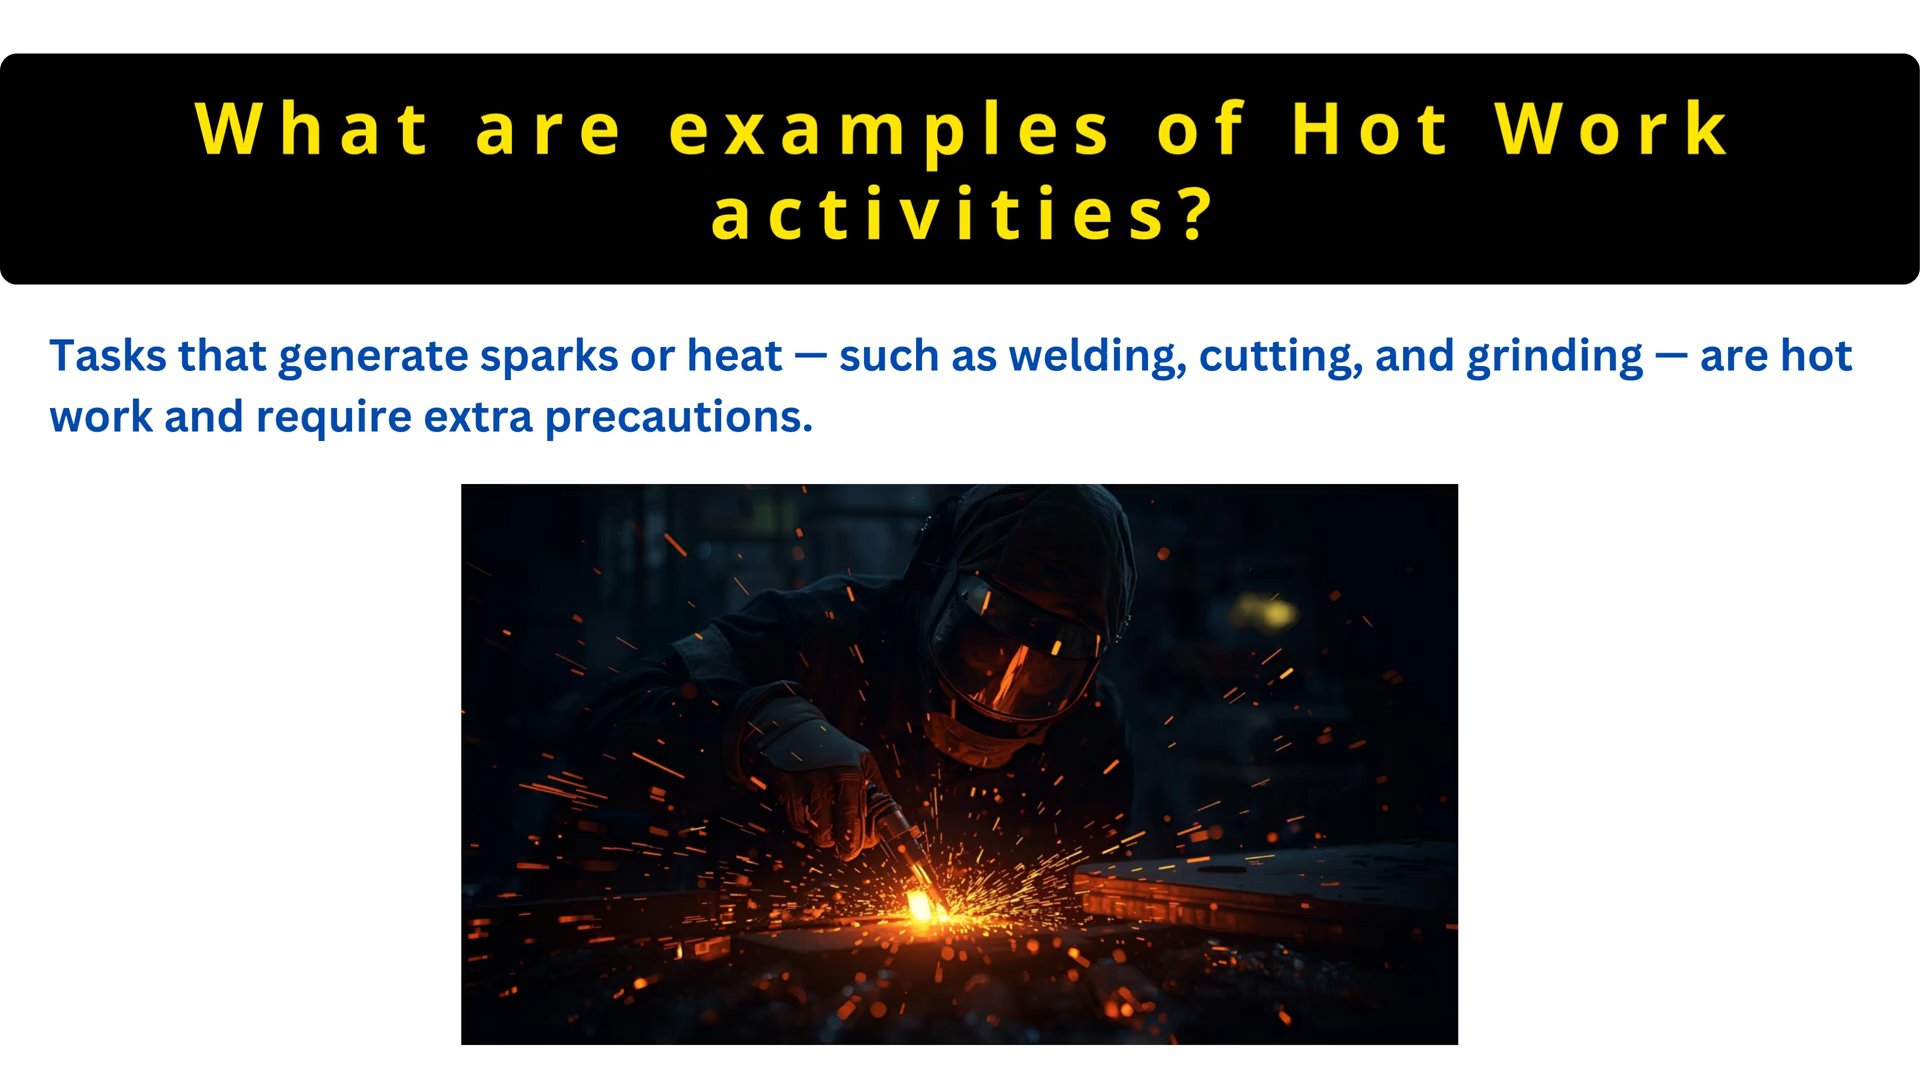 What are examples of Hot Work
activities?
Tasks that generate sparks or heat — such as welding, cutting, and grinding — are hot
work and require extra precautions.